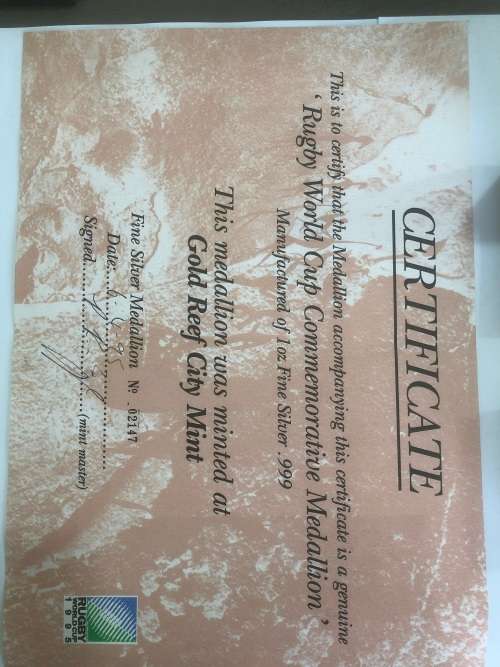 CERTIFICATE
This is to certify that the Medallion accompanying this certificate is a genuine
‘ Rugby World Cup Commemorative Medallion ’
Manufactured of 1oz Fine Silver .999
This medallion was minted at
Gold Reef City Mint
Fine Silver Medallion Nº .02147
Date
Signed (mint master)
RUGBY
WORLD CUP
1995